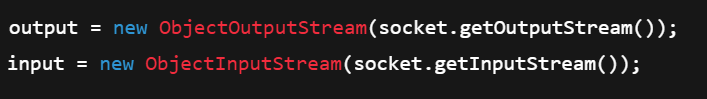 output = new ObjectOutputStream(socket.getOutputStream());
input = new ObjectInputStream(socket.getInputStream());